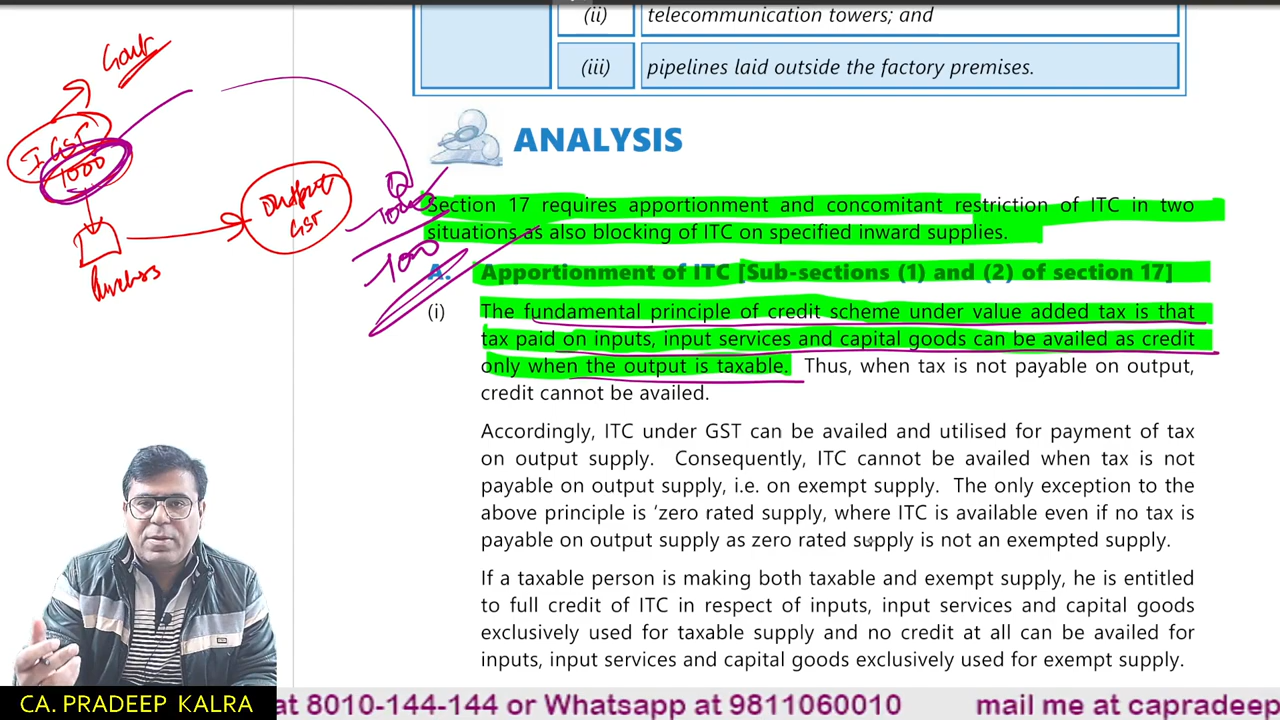 (ii) telecommunication towers; and
(iii) pipelines laid outside the factory premises.
Govt
I GST
1000
Business
Output
GST
1000
ANALYSIS
Section 17 requires apportionment and concomitant restriction of ITC in two
situations as also blocking of ITC on specified inward supplies.
A. Apportionment of ITC [Sub-sections (1) and (2) of section 17]
(i) The fundamental principle of credit scheme under value added tax is that
tax paid on inputs, input services and capital goods can be availed as credit
only when the output is taxable. Thus, when tax is not payable on output,
credit cannot be availed.
Accordingly, ITC under GST can be availed and utilised for payment of tax
on output supply. Consequently, ITC cannot be availed when tax is not
payable on output supply, i.e. on exempt supply. The only exception to the
above principle is ‘zero rated supply, where ITC is available even if no tax is
payable on output supply as zero rated supply is not an exempted supply.
If a taxable person is making both taxable and exempt supply, he is entitled
to full credit of ITC in respect of inputs, input services and capital goods
exclusively used for taxable supply and no credit at all can be availed for
inputs, input services and capital goods exclusively used for exempt supply.
CA. PRADEEP KALRA
at 8010-144-144 or Whatsapp at 9811060010 mail me at capradeep